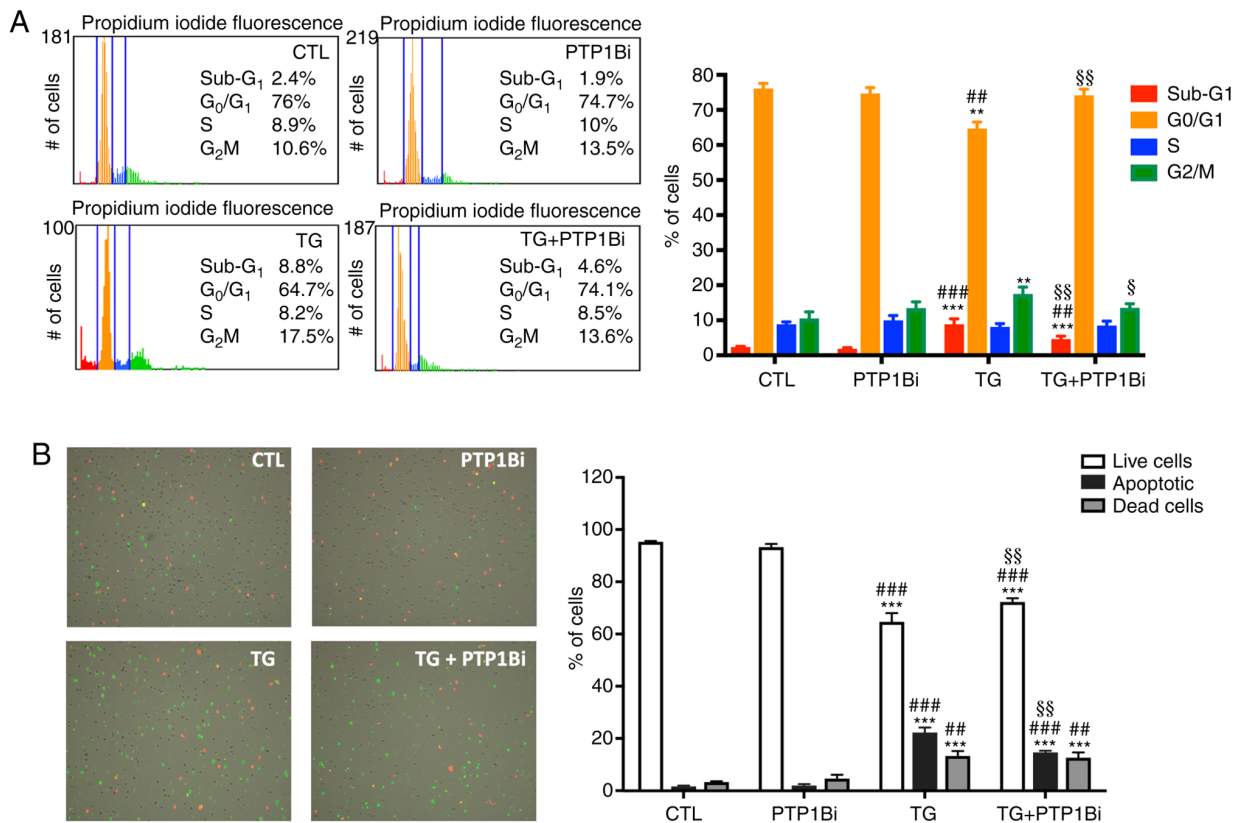 A
Propidium iodide fluorescence
181
# of cells
CTL
Sub-G1 2.4%
G0/G1 76%
S 8.9%
G2M 10.6%
Propidium iodide fluorescence
219
# of cells
PTP1Bi
Sub-G1 1.9%
G0/G1 74.7%
S 10%
G2M 13.5%
Propidium iodide fluorescence
100
# of cells
TG
Sub-G1 8.8%
G0/G1 64.7%
S 8.2%
G2M 17.5%
Propidium iodide fluorescence
187
# of cells
TG+PTP1Bi
Sub-G1 4.6%
G0/G1 74.1%
S 8.5%
G2M 13.6%
% of cells
80
70
60
50
40
30
20
10
0
###
***
##
**
**
§§
##
***
§§
§
CTL PTP1Bi TG TG+PTP1Bi
Sub-G1
G0/G1
S
G2/M
B
CTL
PTP1Bi
TG
TG + PTP1Bi
% of cells
120
100
80
60
40
20
0
###
***
###
***
##
***
§§
###
***
§§
###
***
##
***
CTL PTP1Bi TG TG+PTP1Bi
Live cells
Apoptotic
Dead cells